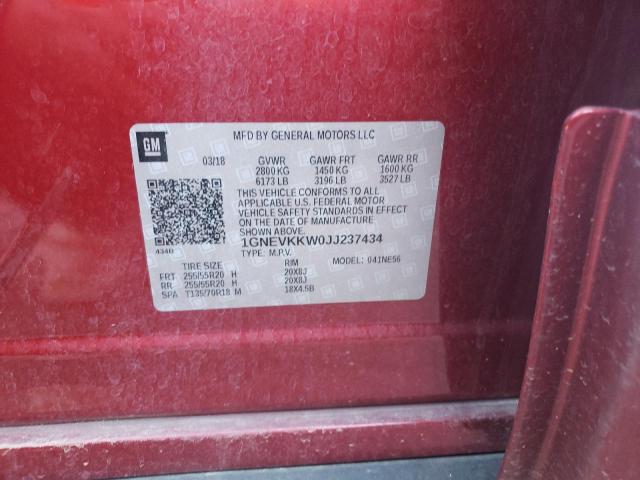 GM
MFD BY GENERAL MOTORS LLC
03/18 GVWR GAWR FRT GAWR RR
2800 KG 1450 KG 1600 KG
6173 LB 3196 LB 3527 LB
THIS VEHICLE CONFORMS TO ALL
APPLICABLE U.S. FEDERAL MOTOR
VEHICLE SAFETY STANDARDS IN EFFECT
ON THE DATE OF MANUFACTURE
SHOWN ABOVE.
434B 1GNEVKKW0JJ237434
TYPE: M.P.V. MODEL: 041NE56
TIRE SIZE RIM
FRT 255/55R20 H 20X8J
RR 255/55R20 H 20X8J
SPA T135/70R18 M 18X4.5B